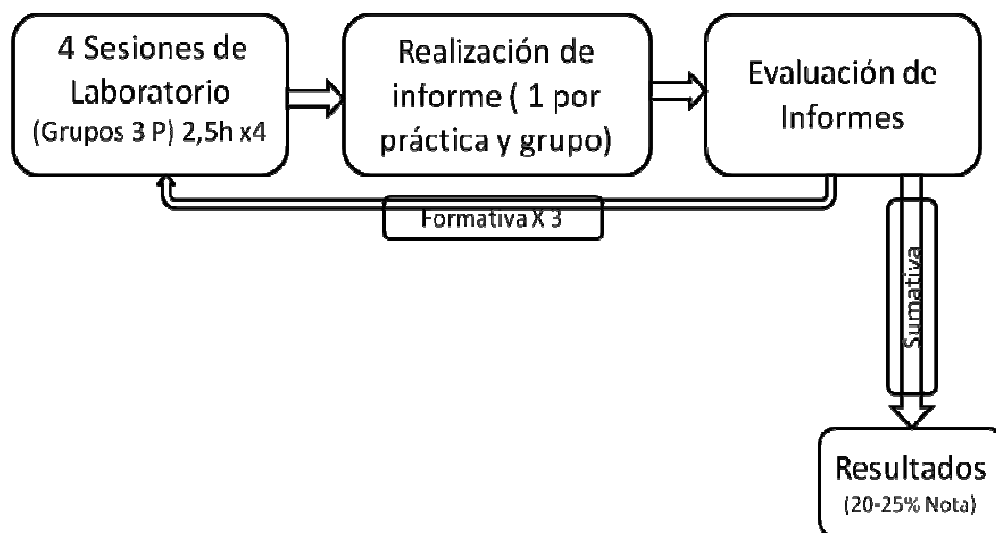 4 Sesiones de
Laboratorio
(Grupos 3 P) 2,5h x4
Realización de
informe ( 1 por
práctica y grupo)
Evaluación de
Informes
Formativa X 3
Sumativa
Resultados
(20-25% Nota)